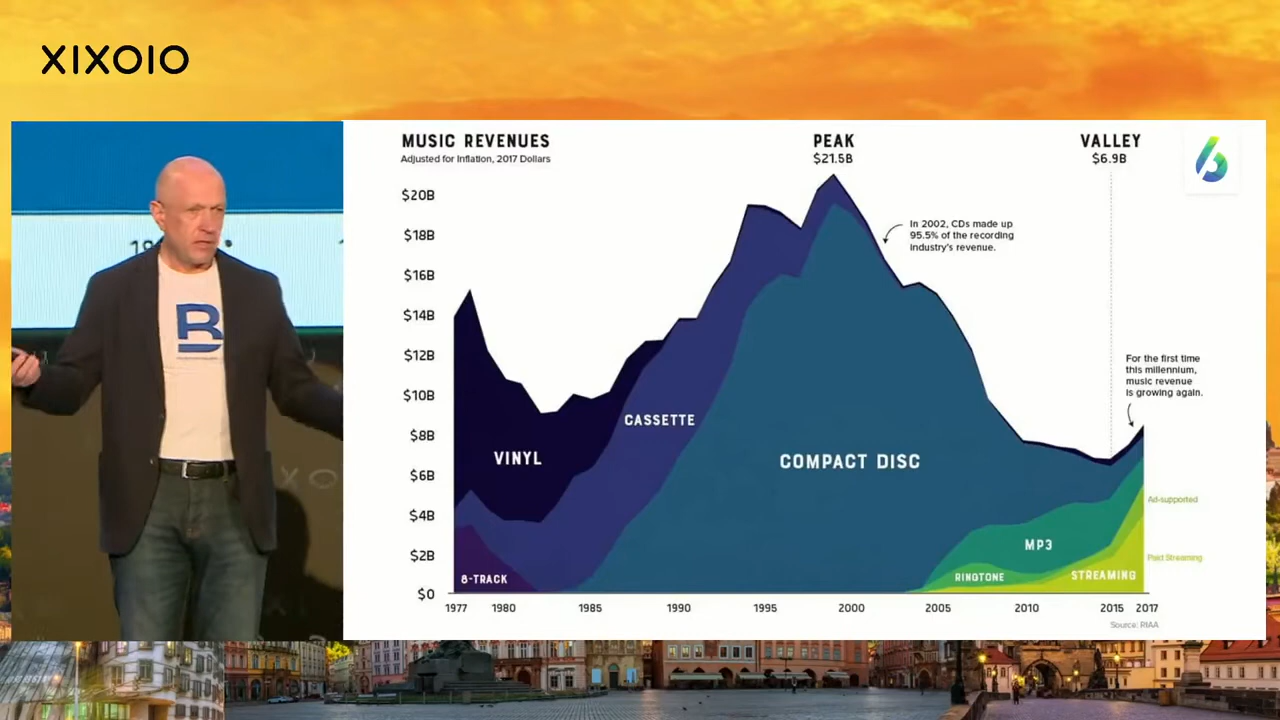 XIXOIO
MUSIC REVENUES
Adjusted for Inflation, 2017 Dollars
PEAK
$21.5B
VALLEY
$6.9B
$20B
$18B
$16B
$14B
$12B
$10B
$8B
$6B
$4B
$2B
$0
In 2002, CDs made up
95.5% of the recording
industry's revenue.
For the first time
this millennium,
music revenue
is growing again.
VINYL
CASSETTE
COMPACT DISC
8-TRACK
MP3
RINGTONE
STREAMING
Ad-supported
Paid Streaming
1977 1980 1985 1990 1995 2000 2005 2010 2015 2017
Source: RIAA
B